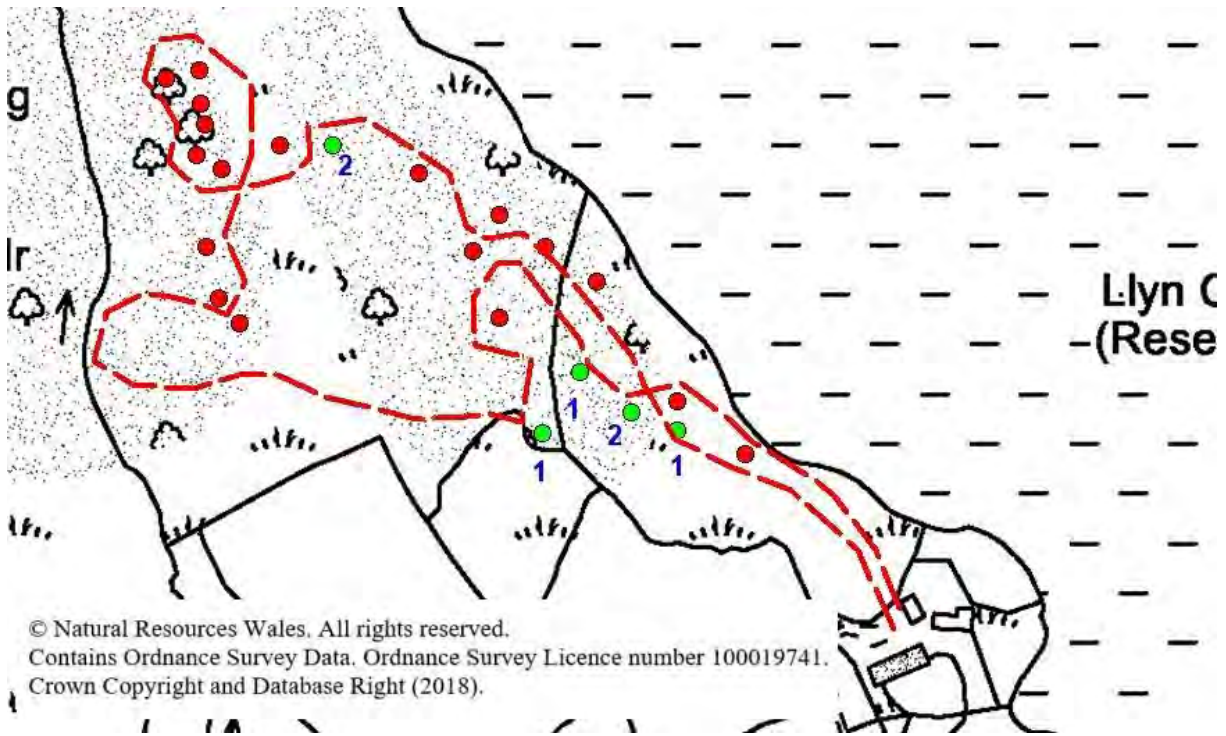 g
2
lr
Llyn C
(Rese
1
2
1
1
© Natural Resources Wales. All rights reserved.
Contains Ordnance Survey Data. Ordnance Survey Licence number 100019741.
Crown Copyright and Database Right (2018).